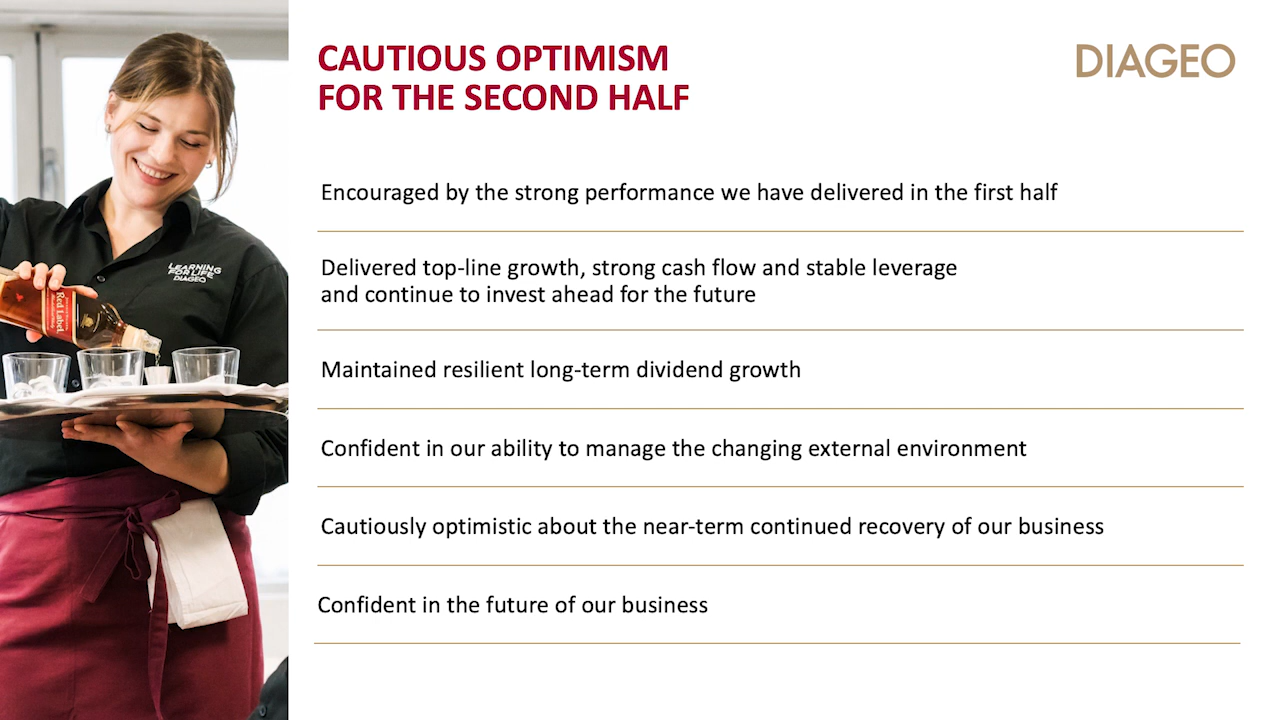 CAUTIOUS OPTIMISM
FOR THE SECOND HALF
DIAGEO
Encouraged by the strong performance we have delivered in the first half
Delivered top-line growth, strong cash flow and stable leverage
and continue to invest ahead for the future
Maintained resilient long-term dividend growth
Confident in our ability to manage the changing external environment
Cautiously optimistic about the near-term continued recovery of our business
Confident in the future of our business
LEARNING
FOR LIFE
DIAGEO
Red Label